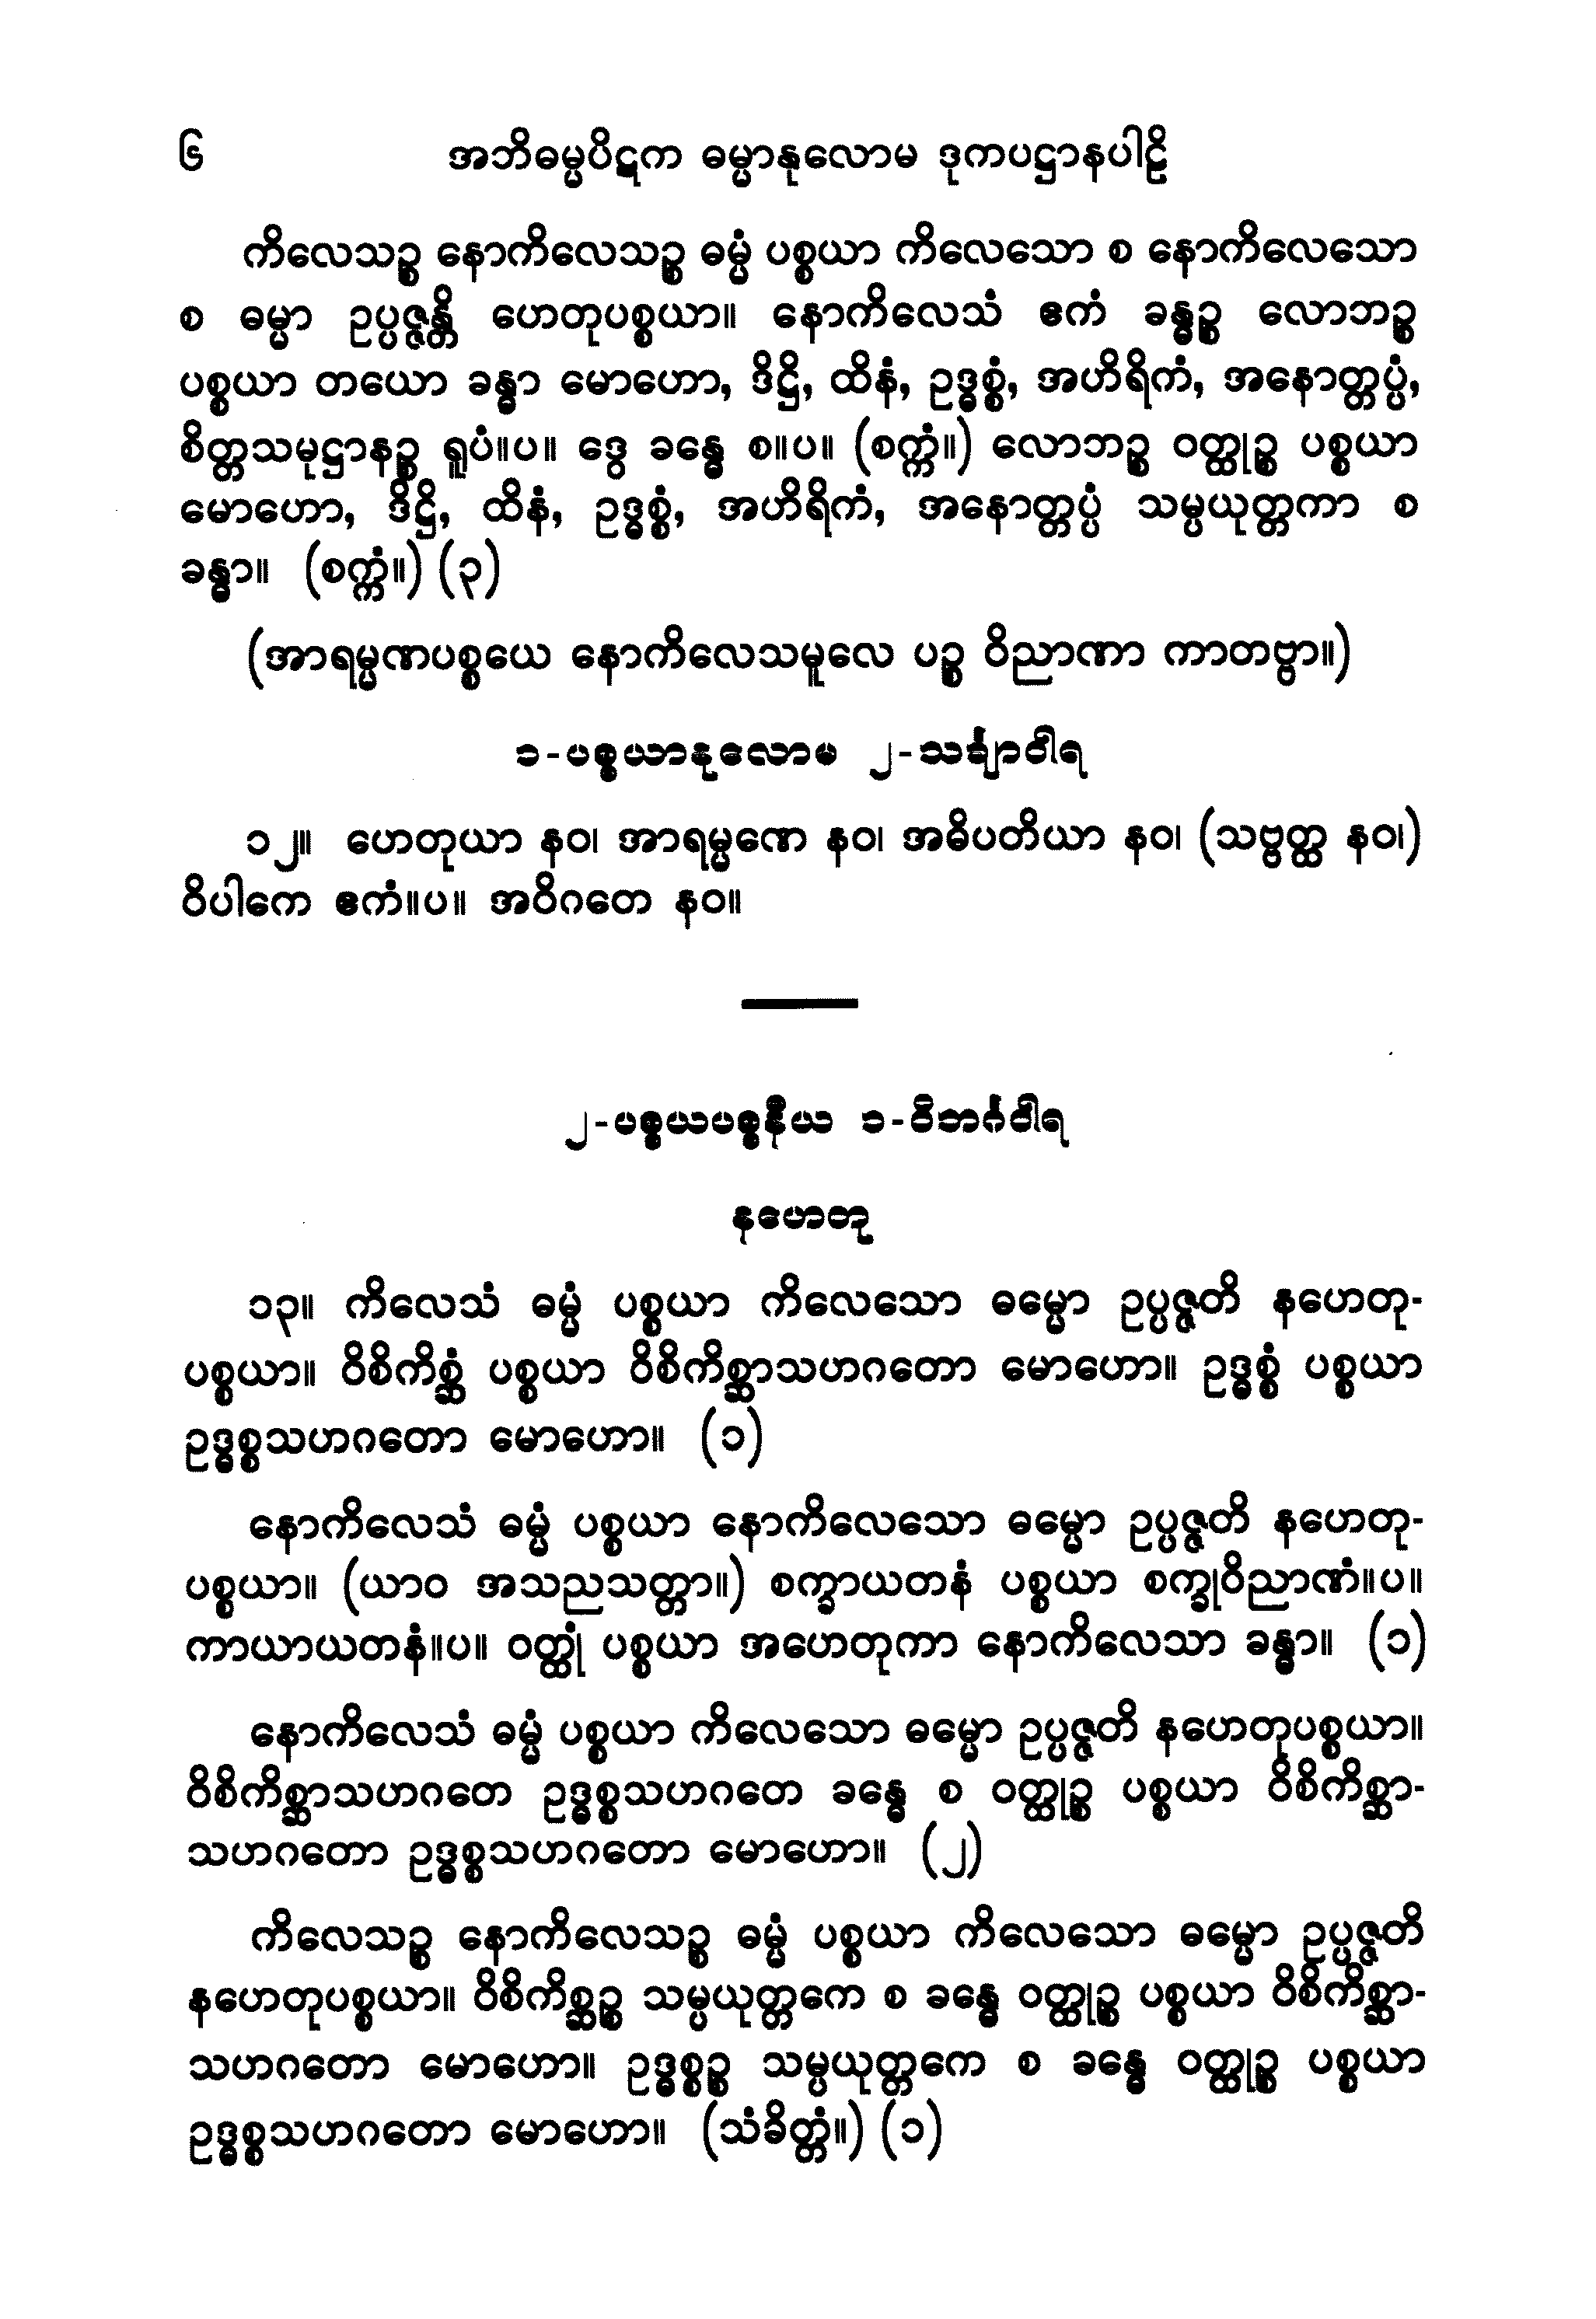 ၆ အဘိဓမ္မပိဋက ဓမ္မာနုလောမ ဒုကပဋ္ဌာနပါဠိ
ကိလေသဉ္စ နောကိလေသဉ္စ ဓမ္မံ ပစ္စယာ ကိလေသော စ နောကိလေသော
စ ဓမ္မာ ဥပ္ပဇ္ဇန္တိ ဟေတုပစ္စယာ။ နောကိလေသံ ဧကံ ခန္ဓဉ္စ လောဘဉ္စ
ပစ္စယာ တယော ခန္ဓာ မောဟော, ဒိဋ္ဌိ, ထိနံ, ဥဒ္ဓစ္စံ, အဟိရိကံ, အနောတ္တပ္ပံ,
စိတ္တသမုဋ္ဌာနဉ္စ ရူပံ။ပ။ ဒွေ ခန္ဓေ စ။ပ။ (စက္ကံ။) လောဘဉ္စ ဝတ္ထုဉ္စ ပစ္စယာ
မောဟော, ဒိဋ္ဌိ, ထိနံ, ဥဒ္ဓစ္စံ, အဟိရိကံ, အနောတ္တပ္ပံ သမ္ပယုတ္တကာ စ
ခန္ဓာ။ (စက္ကံ။) (၃)
(အာရမ္မဏပစ္စယေ နောကိလေသမူလေ ပဉ္စ ဝိညာဏာ ကာတဗ္ဗာ။)
၁-ပစ္စယာနုလောမ ၂-သင်္ချာဝါရ
၁၂။ ဟေတုယာ နဝ၊ အာရမ္မဏေ နဝ၊ အဓိပတိယာ နဝ၊ (သဗ္ဗတ္ထ နဝ၊)
ဝိပါကေ ဧကံ။ပ။ အဝိဂတေ နဝ။
၂-ပစ္စယပစ္စနီယ ၁-ဝိဘင်္ဂဝါရ
နဟေတု
၁၃။ ကိလေသံ ဓမ္မံ ပစ္စယာ ကိလေသော ဓမ္မော ဥပ္ပဇ္ဇတိ နဟေတု-
ပစ္စယာ။ ဝိစိကိစ္ဆံ ပစ္စယာ ဝိစိကိစ္ဆာသဟဂတော မောဟော။ ဥဒ္ဓစ္စံ ပစ္စယာ
ဥဒ္ဓစ္စသဟဂတော မောဟော။ (၁)
နောကိလေသံ ဓမ္မံ ပစ္စယာ နောကိလေသော ဓမ္မော ဥပ္ပဇ္ဇတိ နဟေတု-
ပစ္စယာ။ (ယာဝ အသညသတ္တာ။) စက္ခာယတနံ ပစ္စယာ စက္ခုဝိညာဏံ။ပ။
ကာယာယတနံ။ပ။ ဝတ္ထုံ ပစ္စယာ အဟေတုကာ နောကိလေသာ ခန္ဓာ။ (၁)
နောကိလေသံ ဓမ္မံ ပစ္စယာ ကိလေသော ဓမ္မော ဥပ္ပဇ္ဇတိ နဟေတုပစ္စယာ။
ဝိစိကိစ္ဆာသဟဂတေ ဥဒ္ဓစ္စသဟဂတေ ခန္ဓေ စ ဝတ္ထုဉ္စ ပစ္စယာ ဝိစိကိစ္ဆာ-
သဟဂတော ဥဒ္ဓစ္စသဟဂတော မောဟော။ (၂)
ကိလေသဉ္စ နောကိလေသဉ္စ ဓမ္မံ ပစ္စယာ ကိလေသော ဓမ္မော ဥပ္ပဇ္ဇတိ
နဟေတုပစ္စယာ။ ဝိစိကိစ္ဆဉ္စ သမ္ပယုတ္တကေ စ ခန္ဓေ ဝတ္ထုဉ္စ ပစ္စယာ ဝိစိကိစ္ဆာ-
သဟဂတော မောဟော။ ဥဒ္ဓစ္စဉ္စ သမ္ပယုတ္တကေ စ ခန္ဓေ ဝတ္ထုဉ္စ ပစ္စယာ
ဥဒ္ဓစ္စသဟဂတော မောဟော။ (သံခိတ္တံ။) (၁)